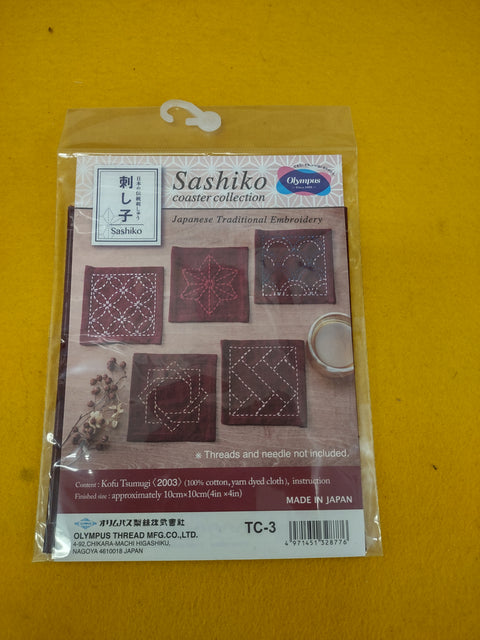 Olympus
Since 1908
日本の伝統刺しゅう
刺し子
Sashiko
Sashiko
coaster collection
Japanese Traditional Embroidery
※ Threads and needle not included.
Content : Kofu Tsumugi〈2003〉(100% cotton, yarn dyed cloth), instruction
Finished size : approximately 10cm×10cm(4in ×4in)
MADE IN JAPAN
オリムパス製絲株式會社
OLYMPUS THREAD MFG.CO.,LTD.
4-92,CHIKARA-MACHI HIGASHIKU,
NAGOYA 4610018 JAPAN
TC-3
4 971451 328776